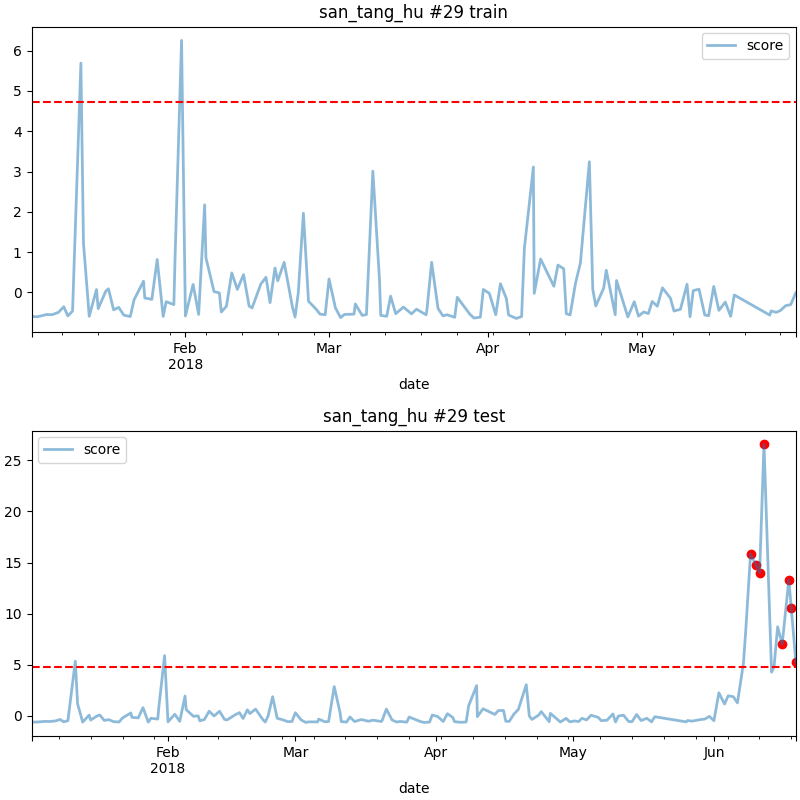 san_tang_hu #29 train
score
6
5
4
3
2
1
0
Feb
2018
Mar
Apr
May
date
san_tang_hu #29 test
score
25
20
15
10
5
0
Feb
2018
Mar
Apr
May
Jun
date